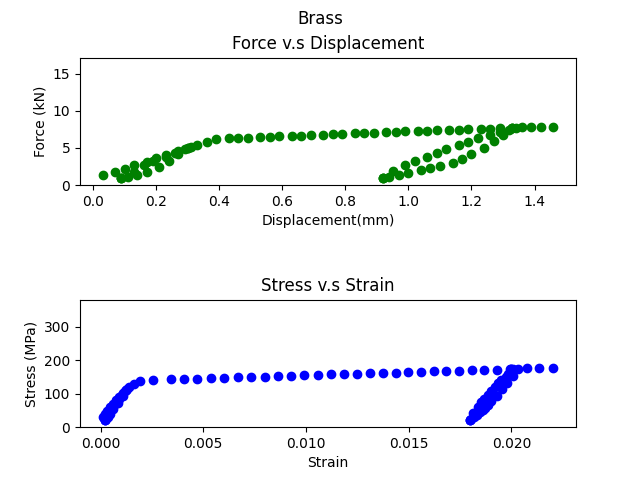 Brass
Force v.s Displacement
Force (kN)
15
10
5
0
0.0 0.2 0.4 0.6 0.8 1.0 1.2 1.4
Displacement(mm)
Stress v.s Strain
Stress (MPa)
300
200
100
0
0.000 0.005 0.010 0.015 0.020
Strain